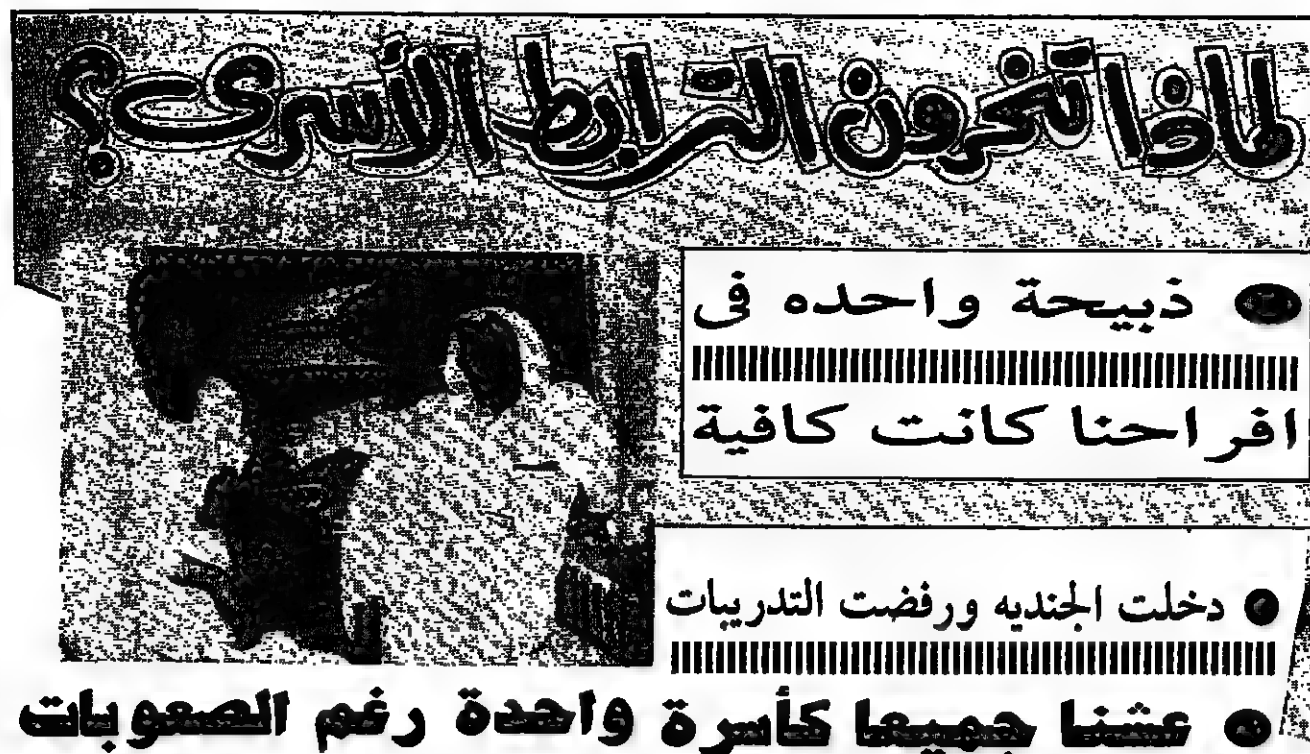 لماذا تنخرون الترابط الأسرى؟
● ذبيحة واحده فى
افراحنا كانت كافية
● دخلت الجنديه ورفضت التدريبات
● عشنا جميعا كأسرة واحدة رغم الصعوبات